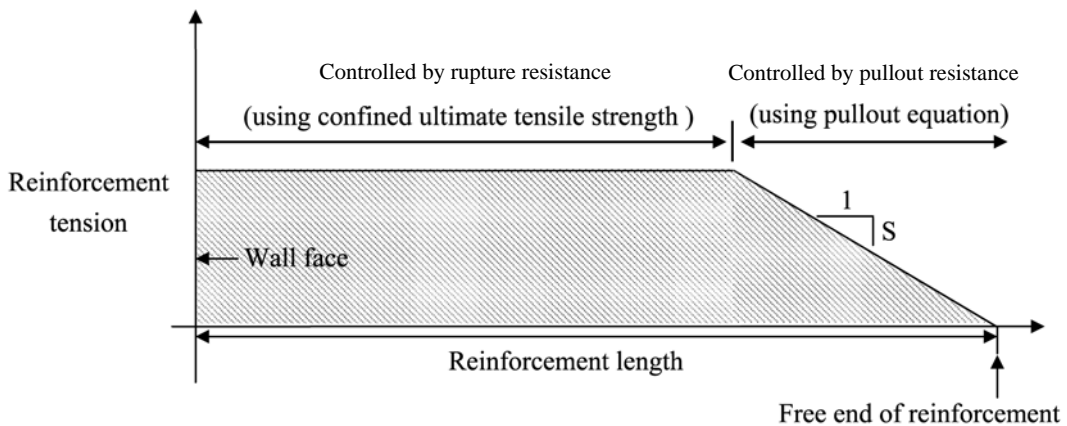 Controlled by rupture resistance
(using confined ultimate tensile strength )
Controlled by pullout resistance
(using pullout equation)
Reinforcement
tension
1
S
Wall face
Reinforcement length
Free end of reinforcement